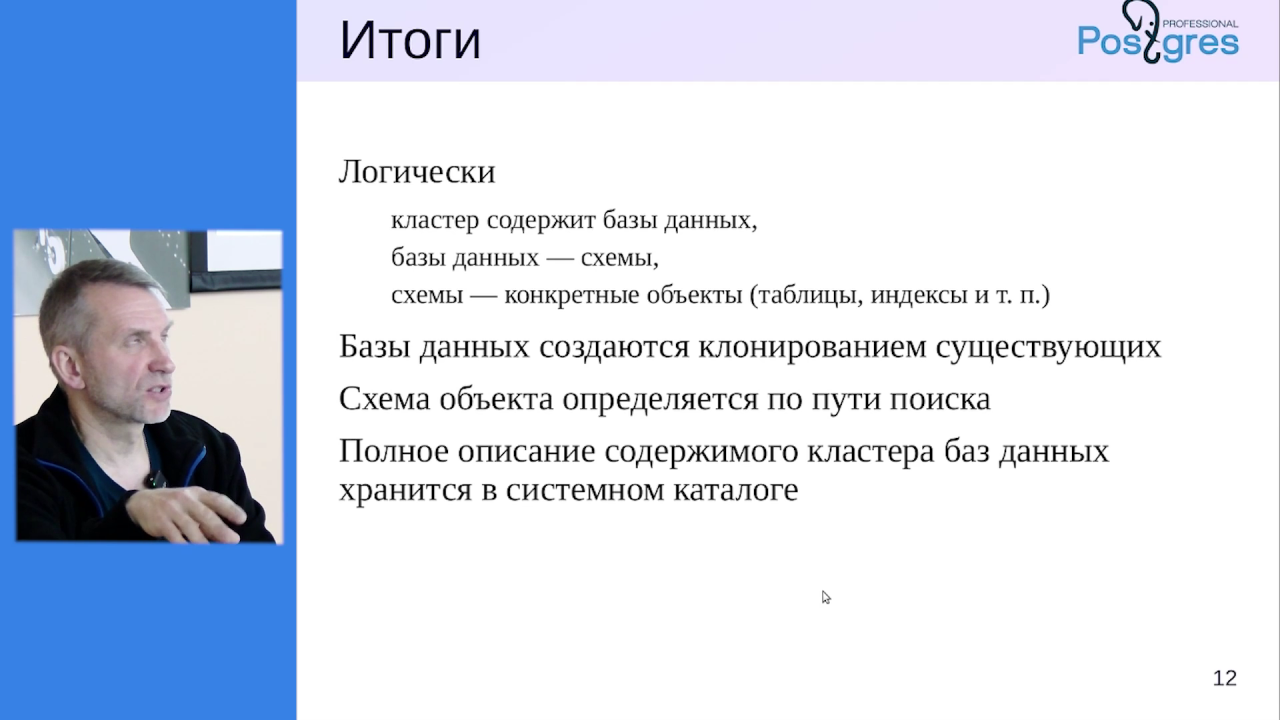 Итоги
PROFESSIONAL
Postgres
Логически
кластер содержит базы данных,
базы данных — схемы,
схемы — конкретные объекты (таблицы, индексы и т. п.)
Базы данных создаются клонированием существующих
Схема объекта определяется по пути поиска
Полное описание содержимого кластера баз данных
хранится в системном каталоге
12